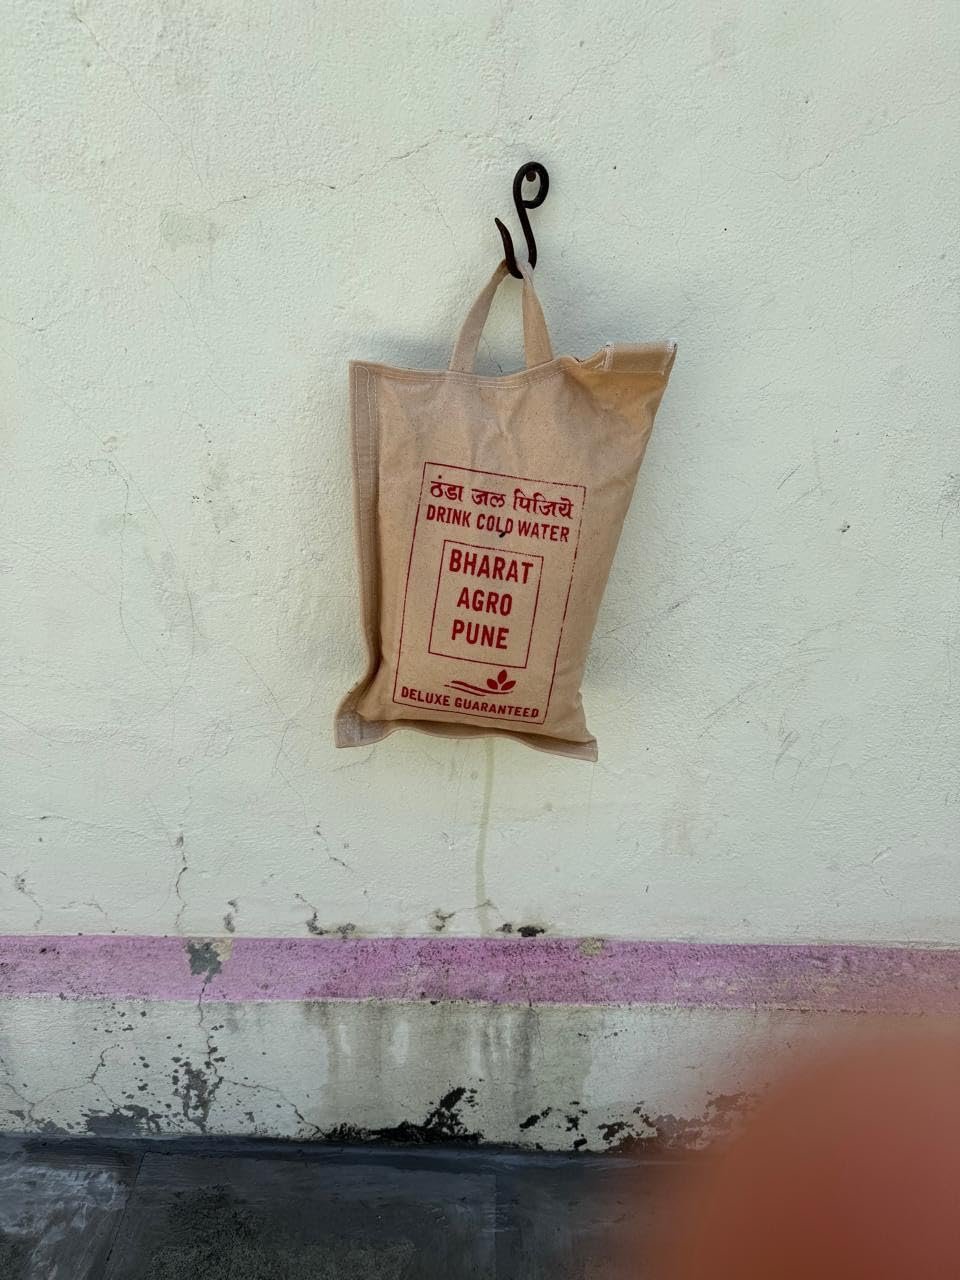 ठंडा जल पिजिये
DRINK COLD WATER
BHARAT
AGRO
PUNE
DELUXE GUARANTEED